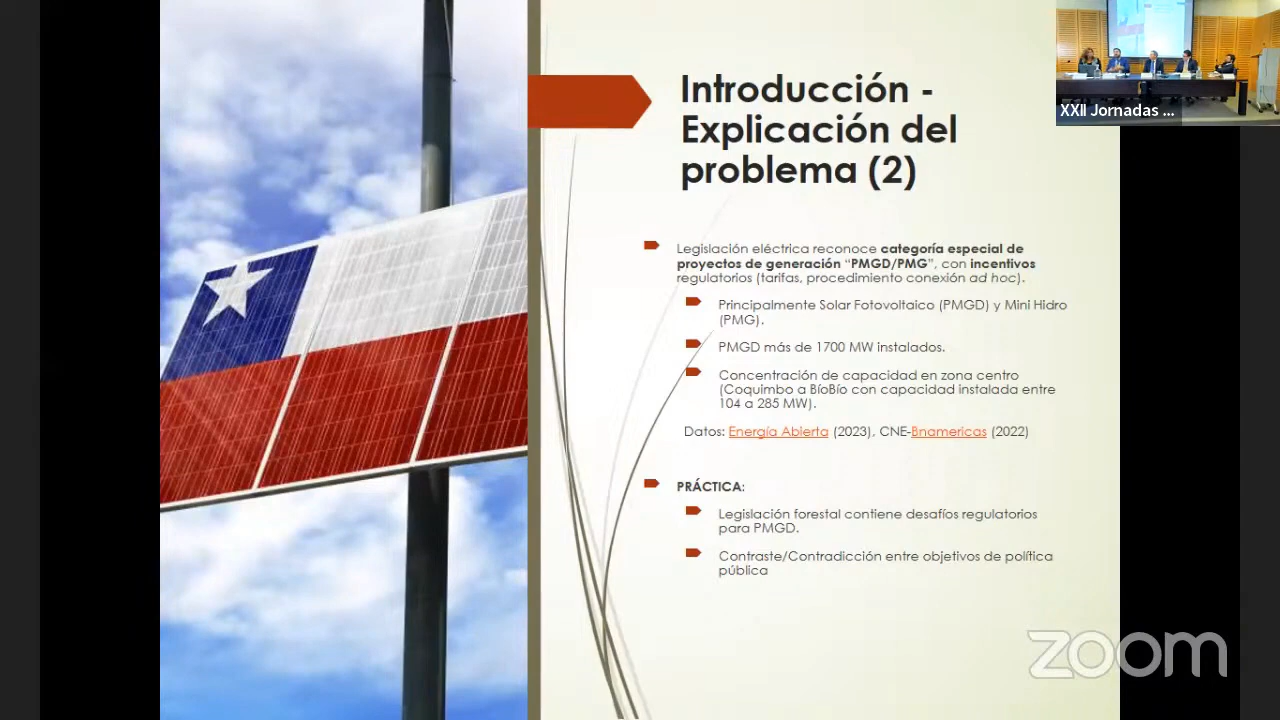 Introducción -
Explicación del
problema (2)
XXII Jornadas ...
Legislación eléctrica reconoce categoría especial de
proyectos de generación “PMGD/PMG”, con incentivos
regulatorios (tarifas, procedimiento conexión ad hoc).
Principalmente Solar Fotovoltaico (PMGD) y Mini Hidro
(PMG).
PMGD más de 1700 MW instalados.
Concentración de capacidad en zona centro
(Coquimbo a BíoBío con capacidad instalada entre
104 a 285 MW).
Datos: Energía Abierta (2023), CNE-Bnamericas (2022)
PRÁCTICA:
Legislación forestal contiene desafíos regulatorios
para PMGD.
Contraste/Contradicción entre objetivos de política
pública
zoom